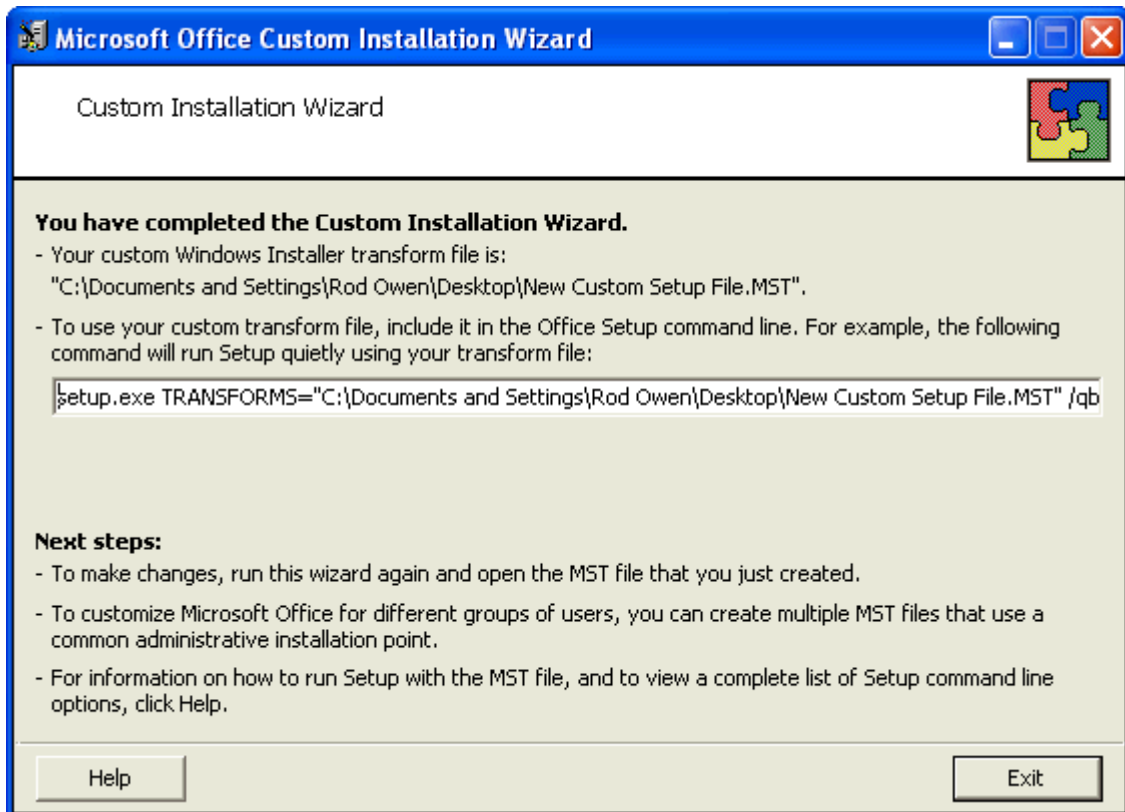 Microsoft Office Custom Installation Wizard
Custom Installation Wizard
You have completed the Custom Installation Wizard.
- Your custom Windows Installer transform file is:
"C:\Documents and Settings\Rod Owen\Desktop\New Custom Setup File.MST".
- To use your custom transform file, include it in the Office Setup command line. For example, the following
command will run Setup quietly using your transform file:
setup.exe TRANSFORMS="C:\Documents and Settings\Rod Owen\Desktop\New Custom Setup File.MST" /qb
Next steps:
- To make changes, run this wizard again and open the MST file that you just created.
- To customize Microsoft Office for different groups of users, you can create multiple MST files that use a
common administrative installation point.
- For information on how to run Setup with the MST file, and to view a complete list of Setup command line
options, click Help.
Help
Exit